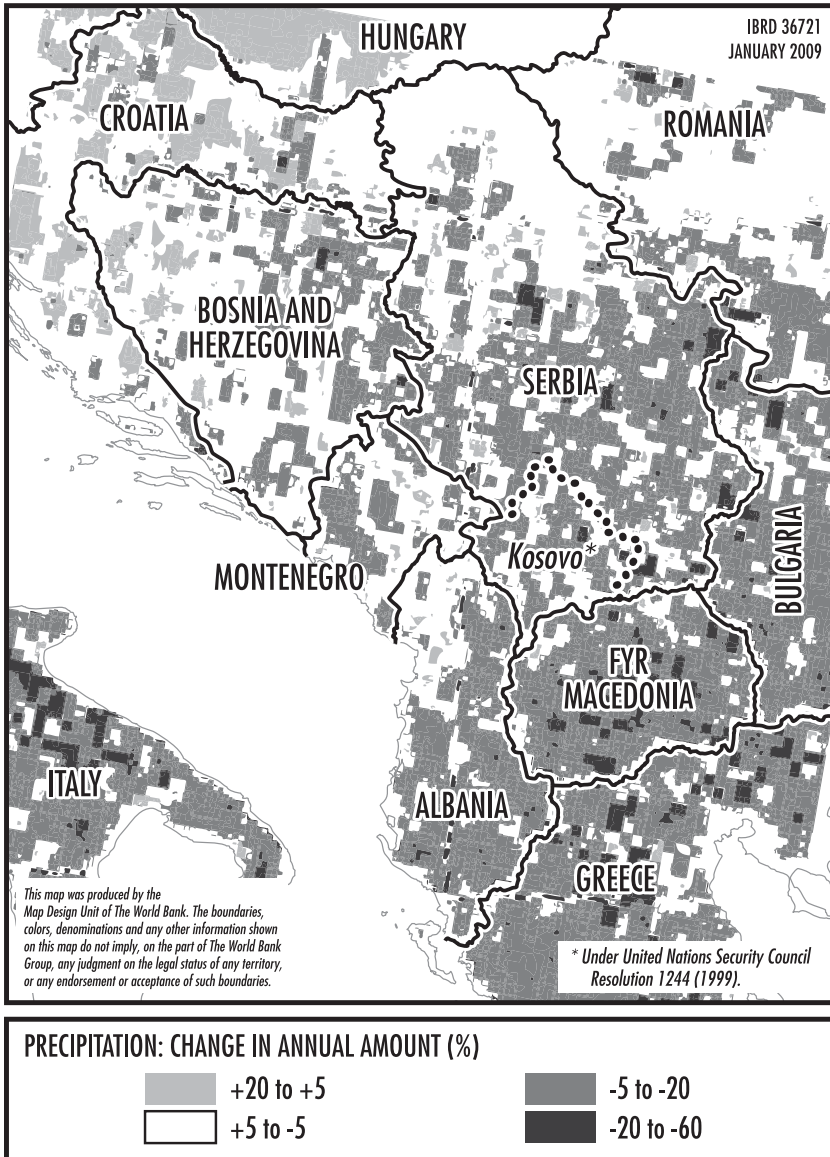 IBRD 36721
JANUARY 2009
HUNGARY
CROATIA
ROMANIA
BOSNIA AND
HERZEGOVINA
SERBIA
Kosovo*
MONTENEGRO
BULGARIA
FYR
MACEDONIA
ITALY
ALBANIA
GREECE
This map was produced by the
Map Design Unit of The World Bank. The boundaries,
colors, denominations and any other information shown
on this map do not imply, on the part of The World Bank
Group, any judgment on the legal status of any territory,
or any endorsement or acceptance of such boundaries.
* Under United Nations Security Council
Resolution 1244 (1999).
PRECIPITATION: CHANGE IN ANNUAL AMOUNT (%)
+20 to +5
-5 to -20
+5 to -5
-20 to -60